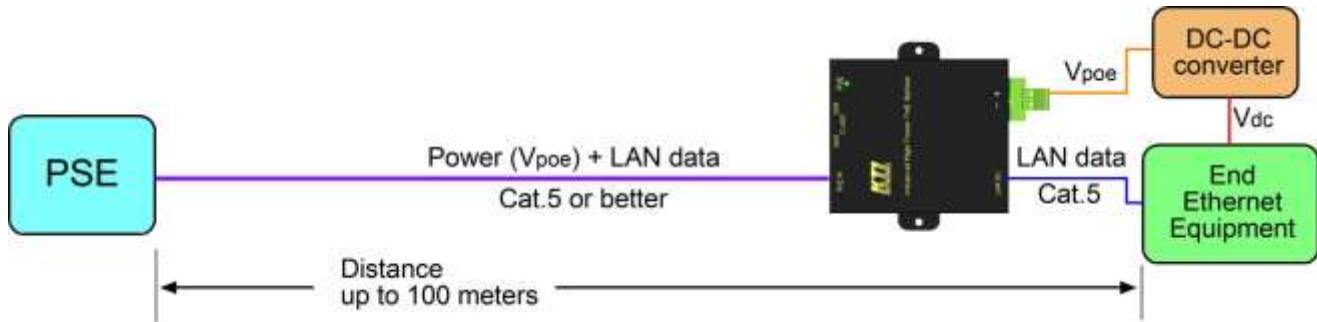 DC-DC
converter
Vpoe
Vdc
PSE
Power (Vpoe) + LAN data
Cat.5 or better
- +
KTI
LAN data
Cat.5
End
Ethernet
Equipment
Distance
up to 100 meters